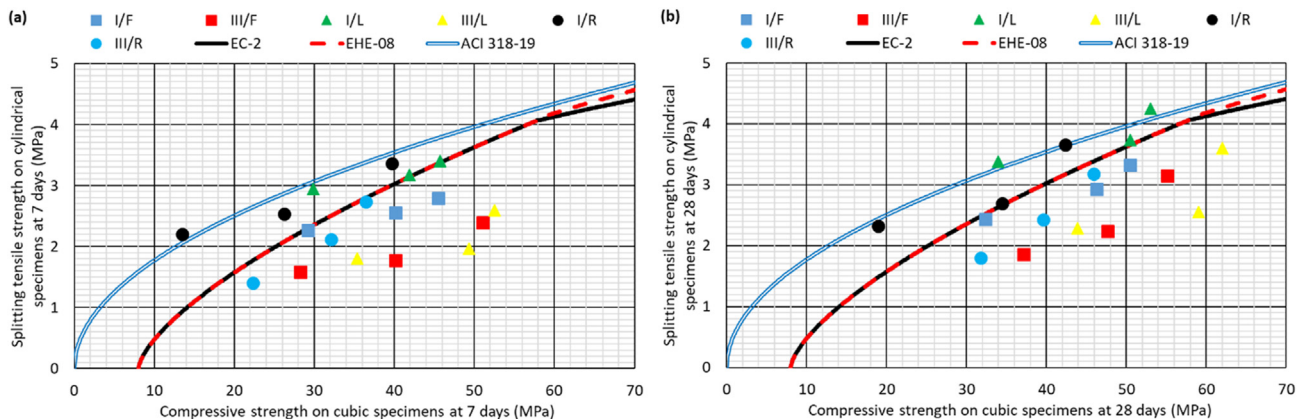 (a)
I/F III/F I/L III/L I/R
III/R EC-2 EHE-08 ACI 318-19
Splitting tensile strength on cylindrical
specimens at 7 days (MPa)
5
4
3
2
1
0
0 10 20 30 40 50 60 70
Compressive strength on cubic specimens at 7 days (MPa)
(b)
I/F III/F I/L III/L I/R
III/R EC-2 EHE-08 ACI 318-19
Splitting tensile strength on cylindrical
specimens at 28 days (MPa)
5
4
3
2
1
0
0 10 20 30 40 50 60 70
Compressive strength on cubic specimens at 28 days (MPa)